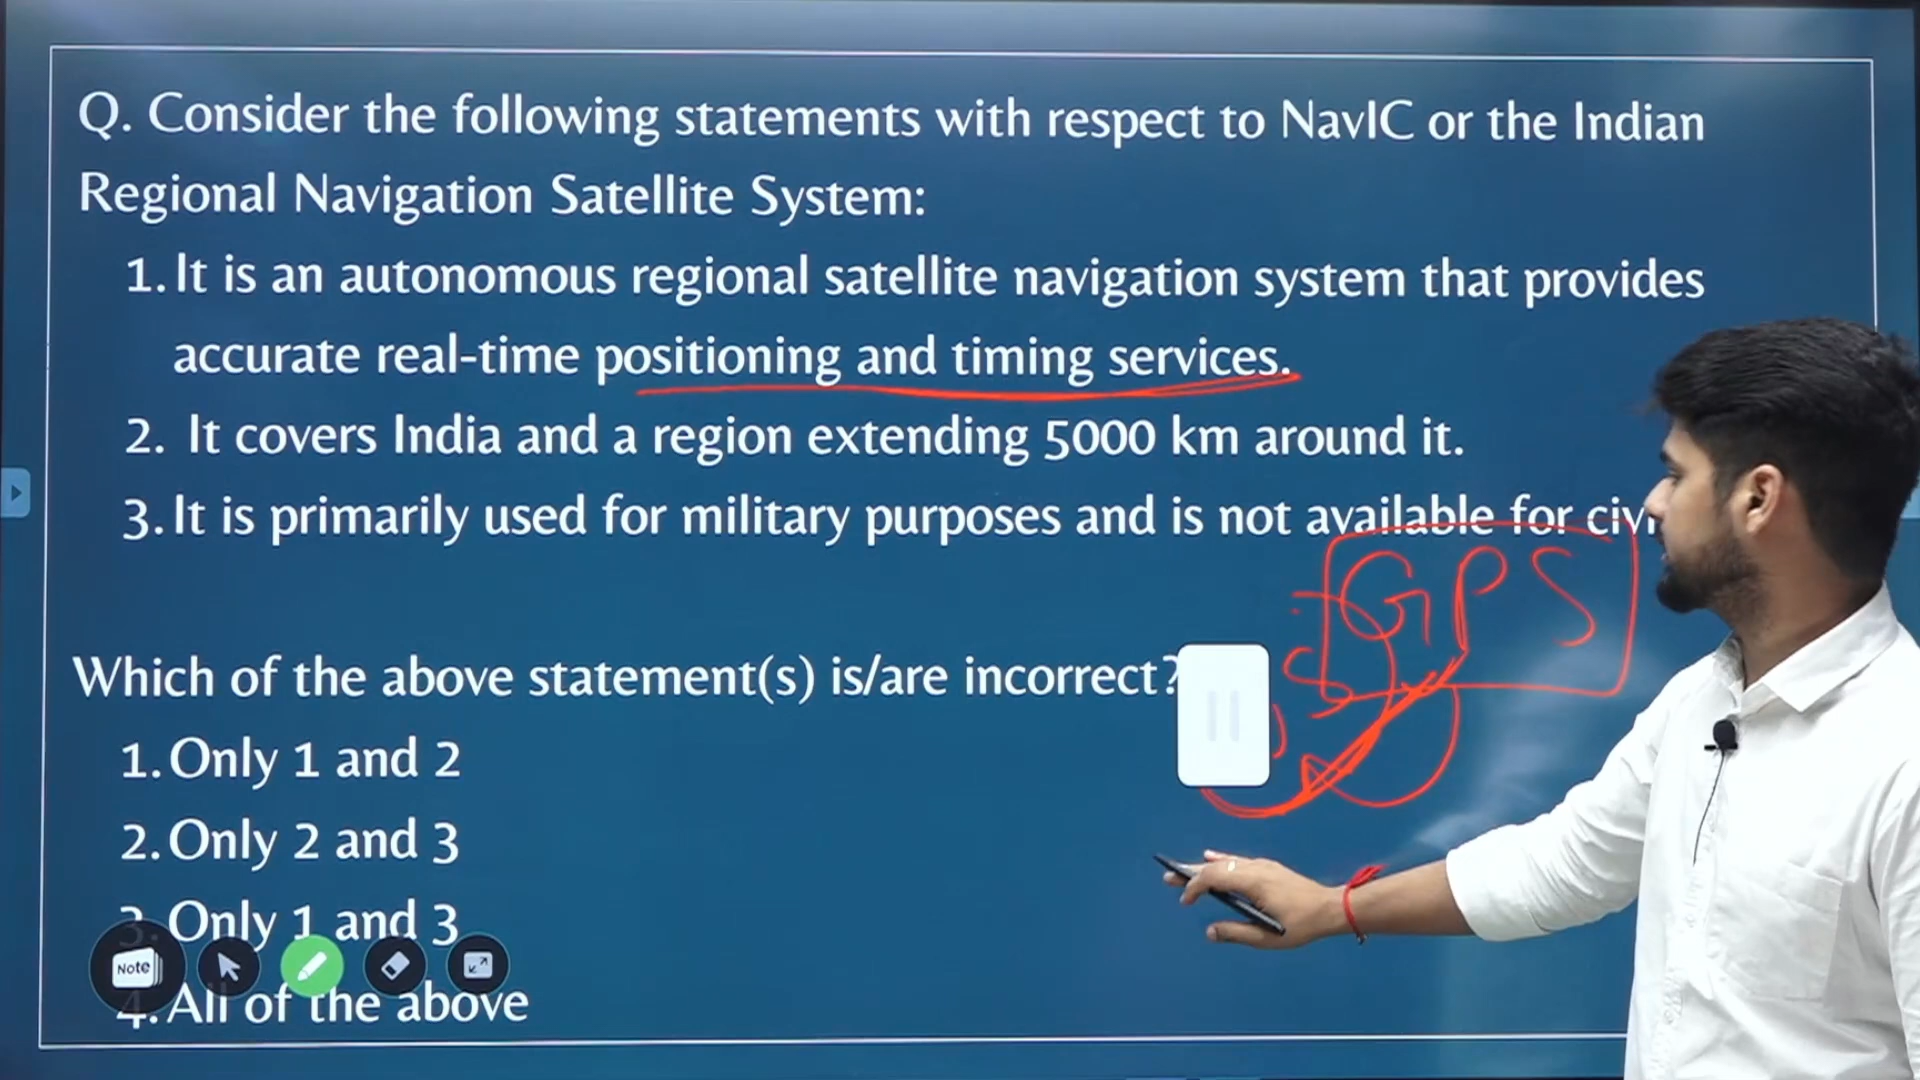 Q. Consider the following statements with respect to NavIC or the Indian
Regional Navigation Satellite System:
1. It is an autonomous regional satellite navigation system that provides
accurate real-time positioning and timing services.
2. It covers India and a region extending 5000 km around it.
3. It is primarily used for military purposes and is not available for
GPS
Which of the above statement(s) is/are incorrect?
1. Only 1 and 2
2. Only 2 and 3
3. Only 1 and 3
Note
4. All of the above